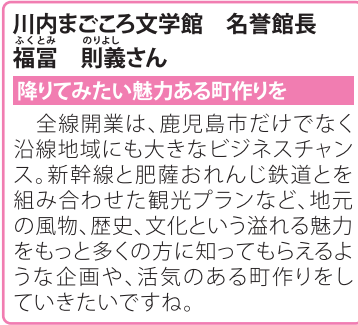 川内まごころ文学館　名誉館長
ふくとみ　のりよし
福冨　則義さん
降りてみたい魅力ある町作りを
　全線開業は、鹿児島市だけでなく
沿線地域にも大きなビジネスチャン
ス。新幹線と肥薩おれんじ鉄道とを
組み合わせた観光プランなど、地元
の風物、歴史、文化という溢れる魅力
をもっと多くの方に知ってもらえるよ
うな企画や、活気のある町作りをし
ていきたいですね。